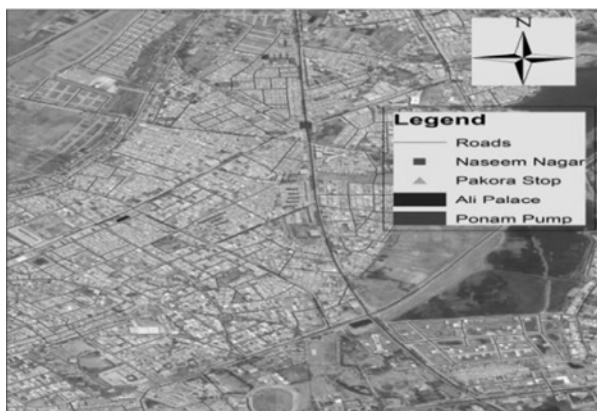 N
Legend
Roads
Naseem Nagar
Pakora Stop
Ali Palace
Ponam Pump